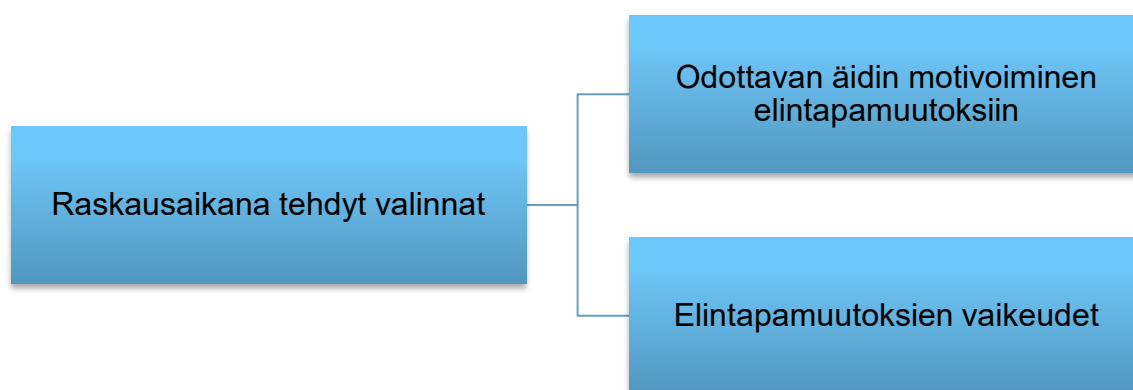 Raskausaikana tehdyt valinnat
Odottavan äidin motivoiminen
elintapamuutoksiin
Elintapamuutoksien vaikeudet